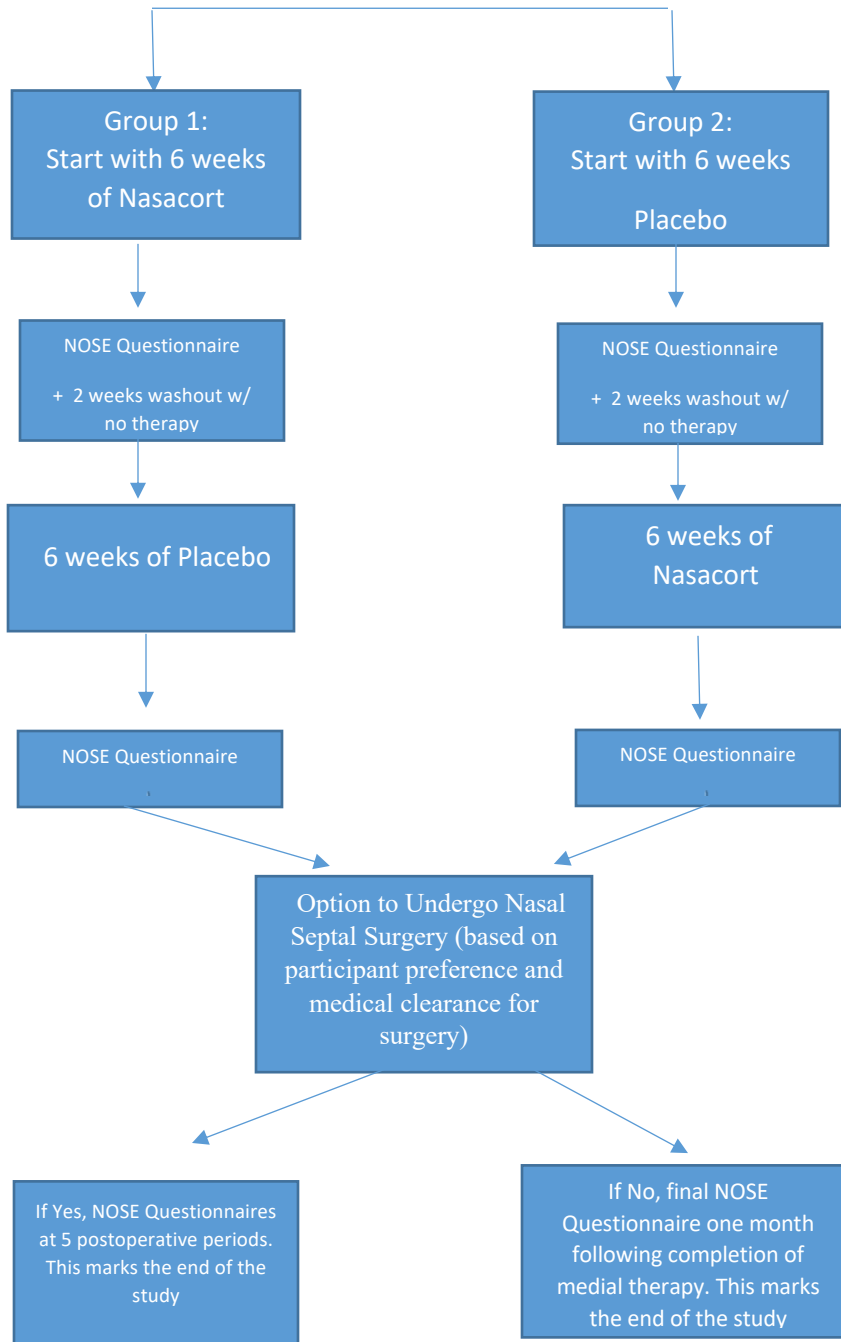 Group 1:
Start with 6 weeks
of Nasacort
Group 2:
Start with 6 weeks
Placebo
NOSE Questionnaire
+ 2 weeks washout w/
no therapy
NOSE Questionnaire
+ 2 weeks washout w/
no therapy
6 weeks of Placebo
6 weeks of
Nasacort
NOSE Questionnaire
NOSE Questionnaire
Option to Undergo Nasal
Septal Surgery (based on
participant preference and
medical clearance for
surgery)
If Yes, NOSE Questionnaires
at 5 postoperative periods.
This marks the end of the
study
If No, final NOSE
Questionnaire one month
following completion of
medial therapy. This marks
the end of the study